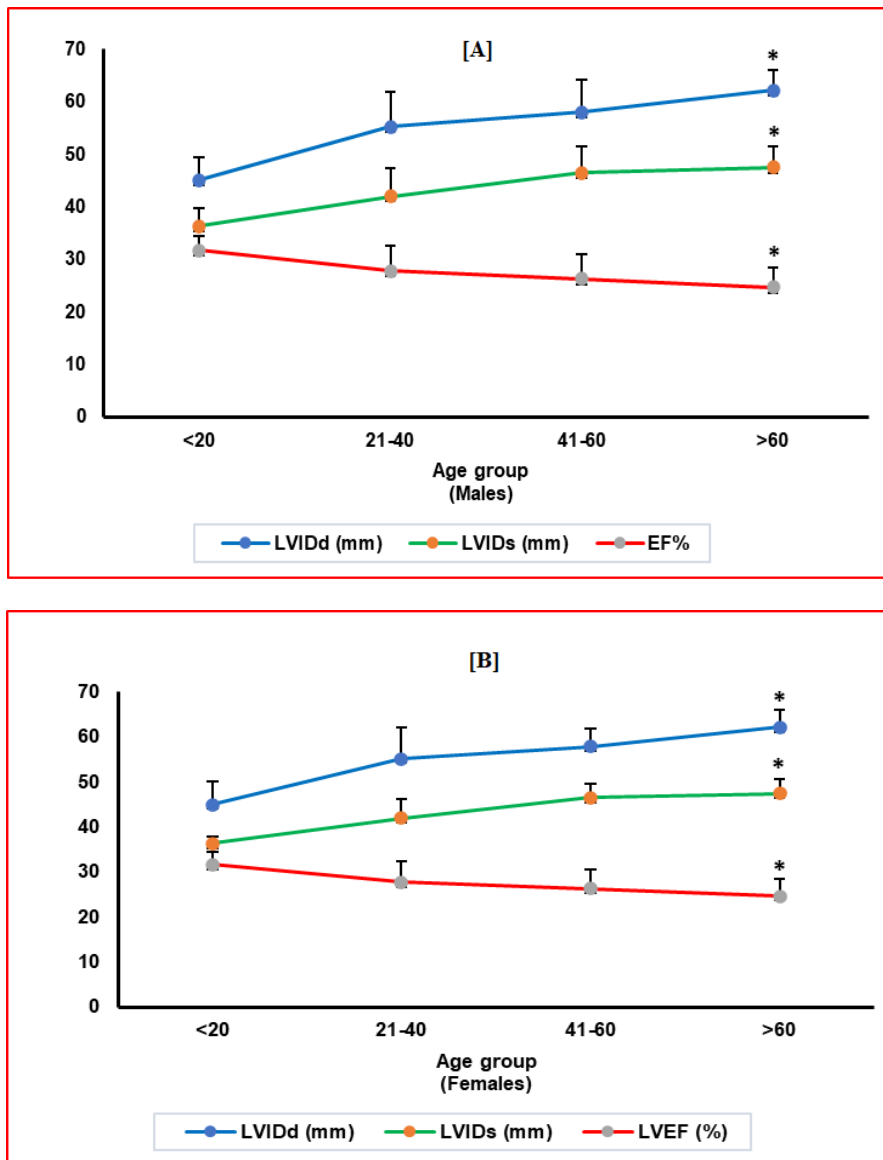 [A]
70
60
50
40
30
20
10
0
*
*
*
<20 21-40 41-60 >60
Age group
(Males)
LVIDd (mm) LVIDs (mm) EF%
[B]
70
60
50
40
30
20
10
0
*
*
*
<20 21-40 41-60 >60
Age group
(Females)
LVIDd (mm) LVIDs (mm) LVEF (%)